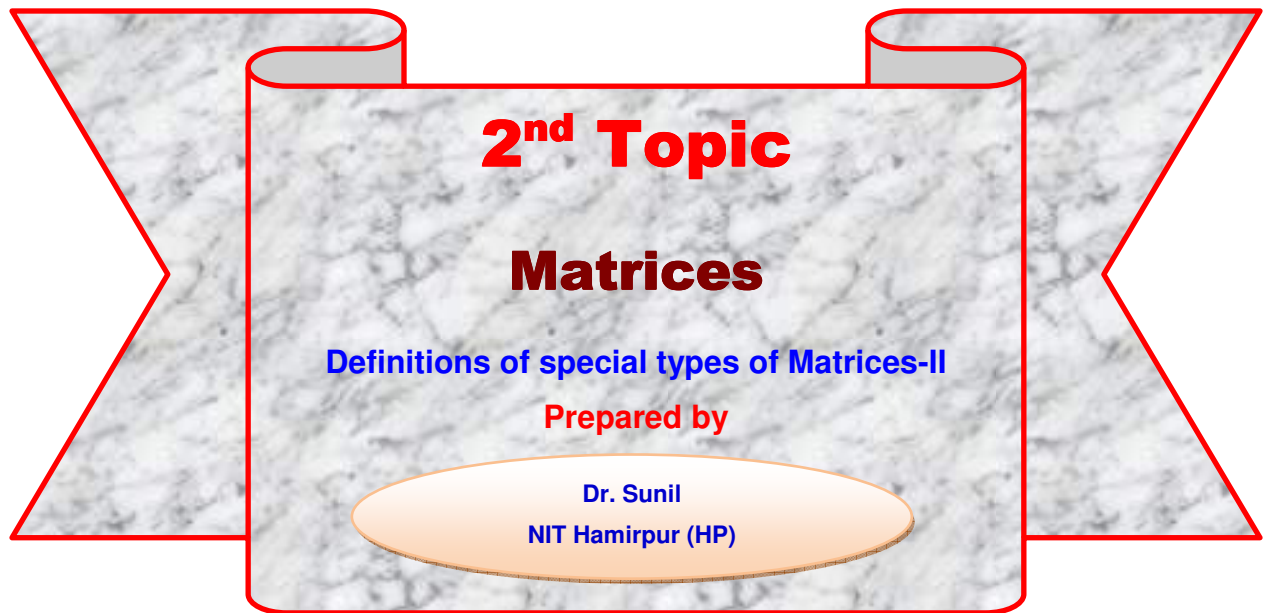 2nd Topic
Matrices
Definitions of special types of Matrices-II
Prepared by
Dr. Sunil
NIT Hamirpur (HP)